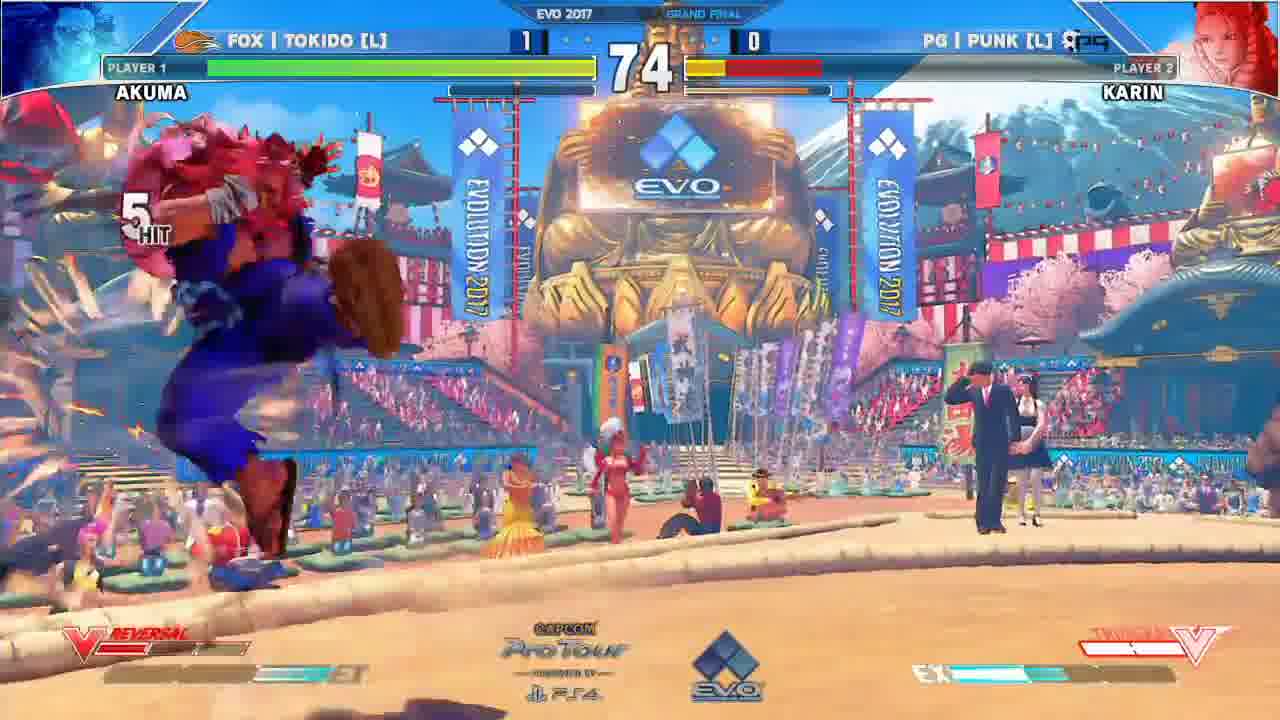 EVO 2017
GRAND FINAL
FOX | TOKIDO [L]
1
74
0
PG | PUNK [L]
PLAYER 1
PLAYER 2
AKUMA
KARIN
EVO
EVOLUTION 2017
EVOLUTION 2017
5
HIT
REVERSAL
CAPCOM
Pro Tour
PS4
EVO
EX